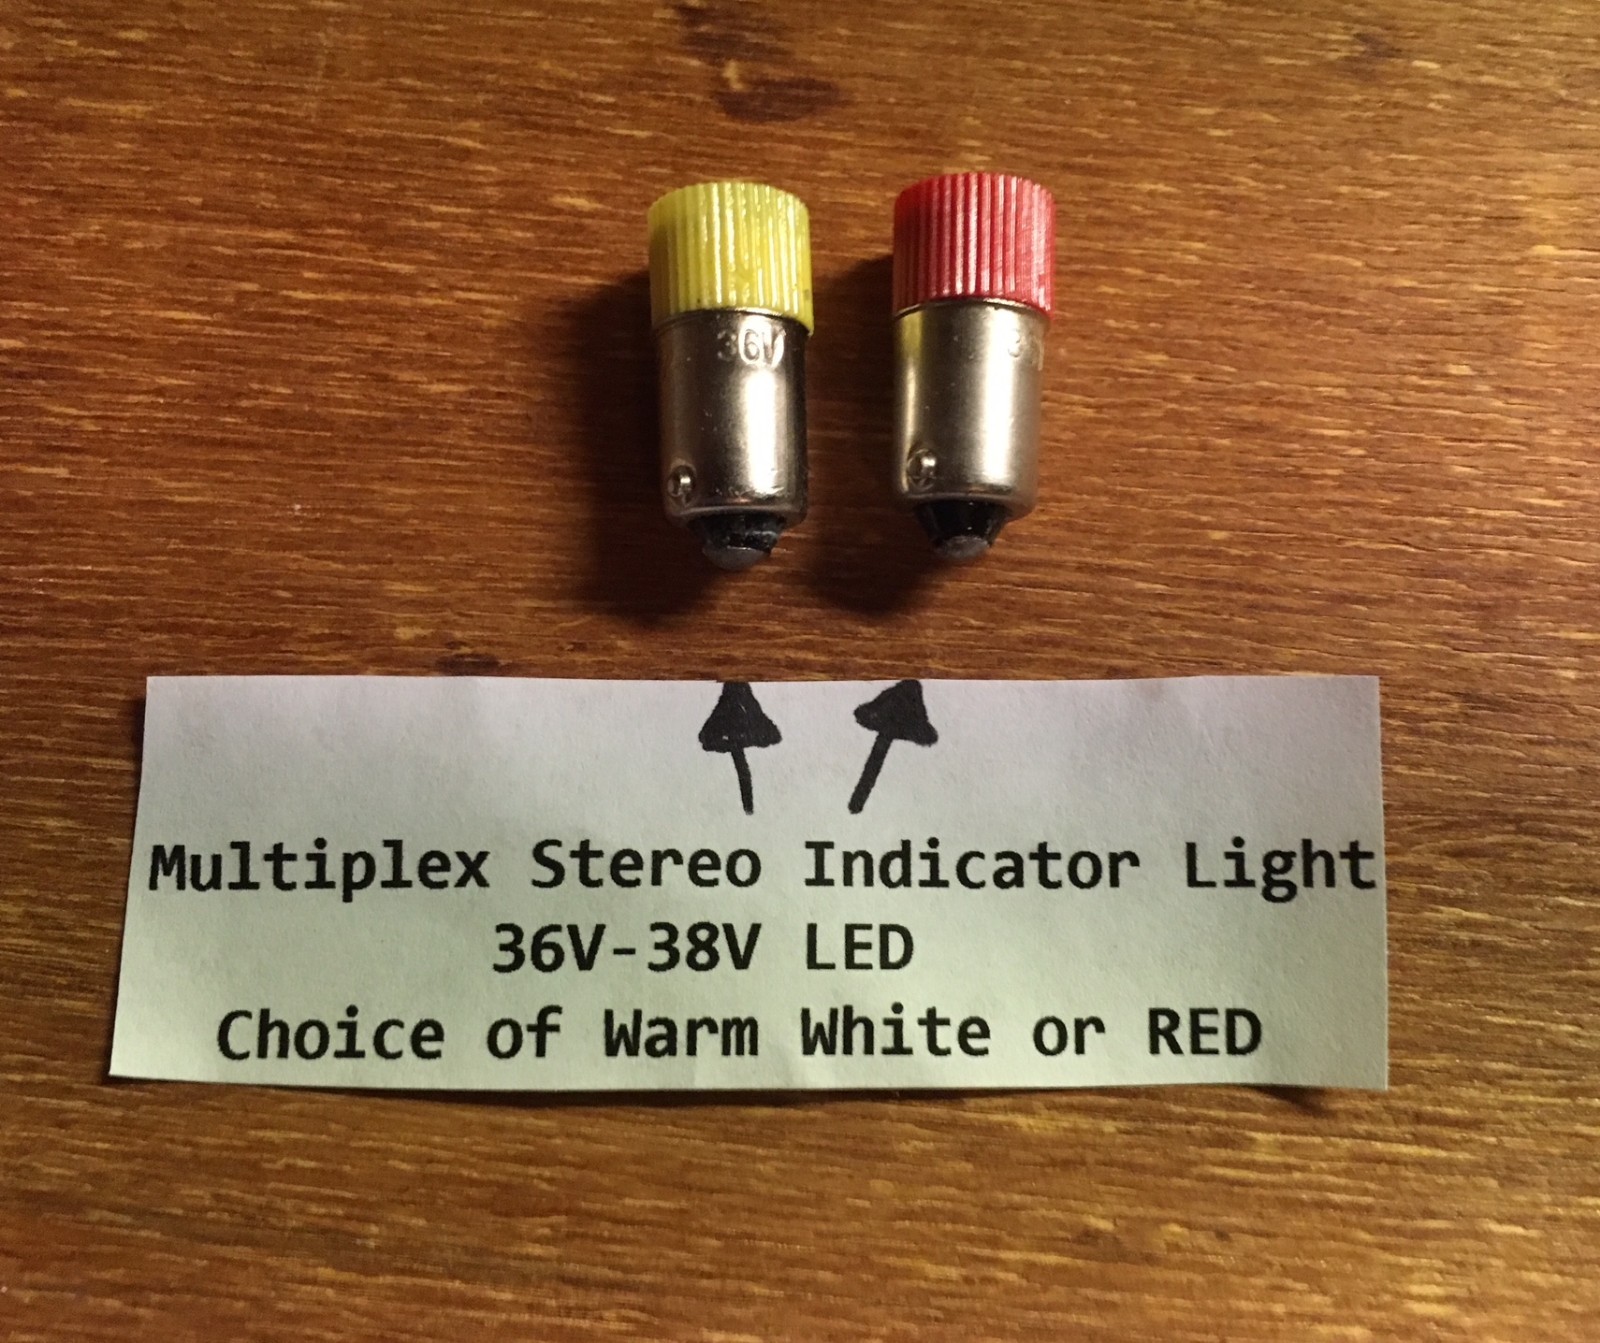 36V
Multiplex Stereo Indicator Light
36V-38V LED
Choice of Warm White or RED